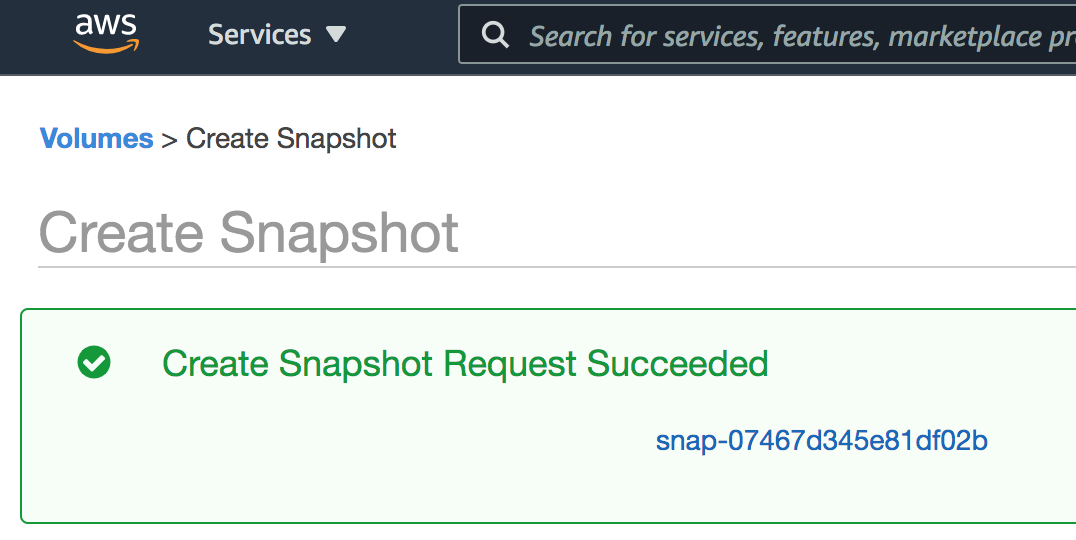 aws Services Search for services, features, marketplace pr
Volumes > Create Snapshot
Create Snapshot
Create Snapshot Request Succeeded
snap-07467d345e81df02b